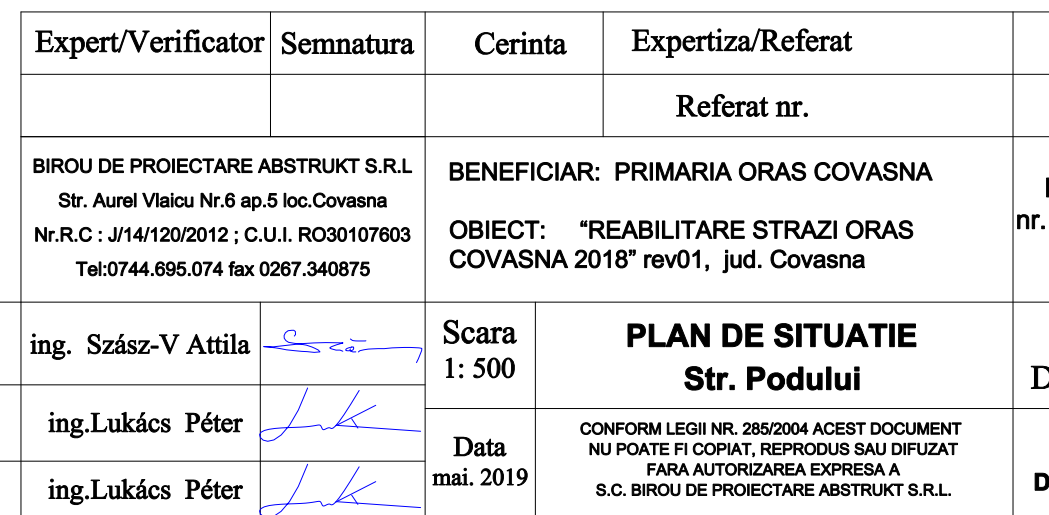 Expert/Verificator Semnatura Cerinta Expertiza/Referat
Referat nr.
BIROU DE PROIECTARE ABSTRUKT S.R.L
Str. Aurel Vlaicu Nr.6 ap.5 loc.Covasna
Nr.R.C : J/14/120/2012 ; C.U.I. RO30107603
Tel:0744.695.074 fax 0267.340875
BENEFICIAR: PRIMARIA ORAS COVASNA
OBIECT: “REABILITARE STRAZI ORAS
COVASNA 2018” rev01, jud. Covasna
nr.
ing. Szász-V Attila
ing.Lukács Péter
ing.Lukács Péter
Scara
1: 500
Data
mai. 2019
PLAN DE SITUATIE
Str. Podului
CONFORM LEGII NR. 285/2004 ACEST DOCUMENT
NU POATE FI COPIAT, REPRODUS SAU DIFUZAT
FARA AUTORIZAREA EXPRESA A
S.C. BIROU DE PROIECTARE ABSTRUKT S.R.L.